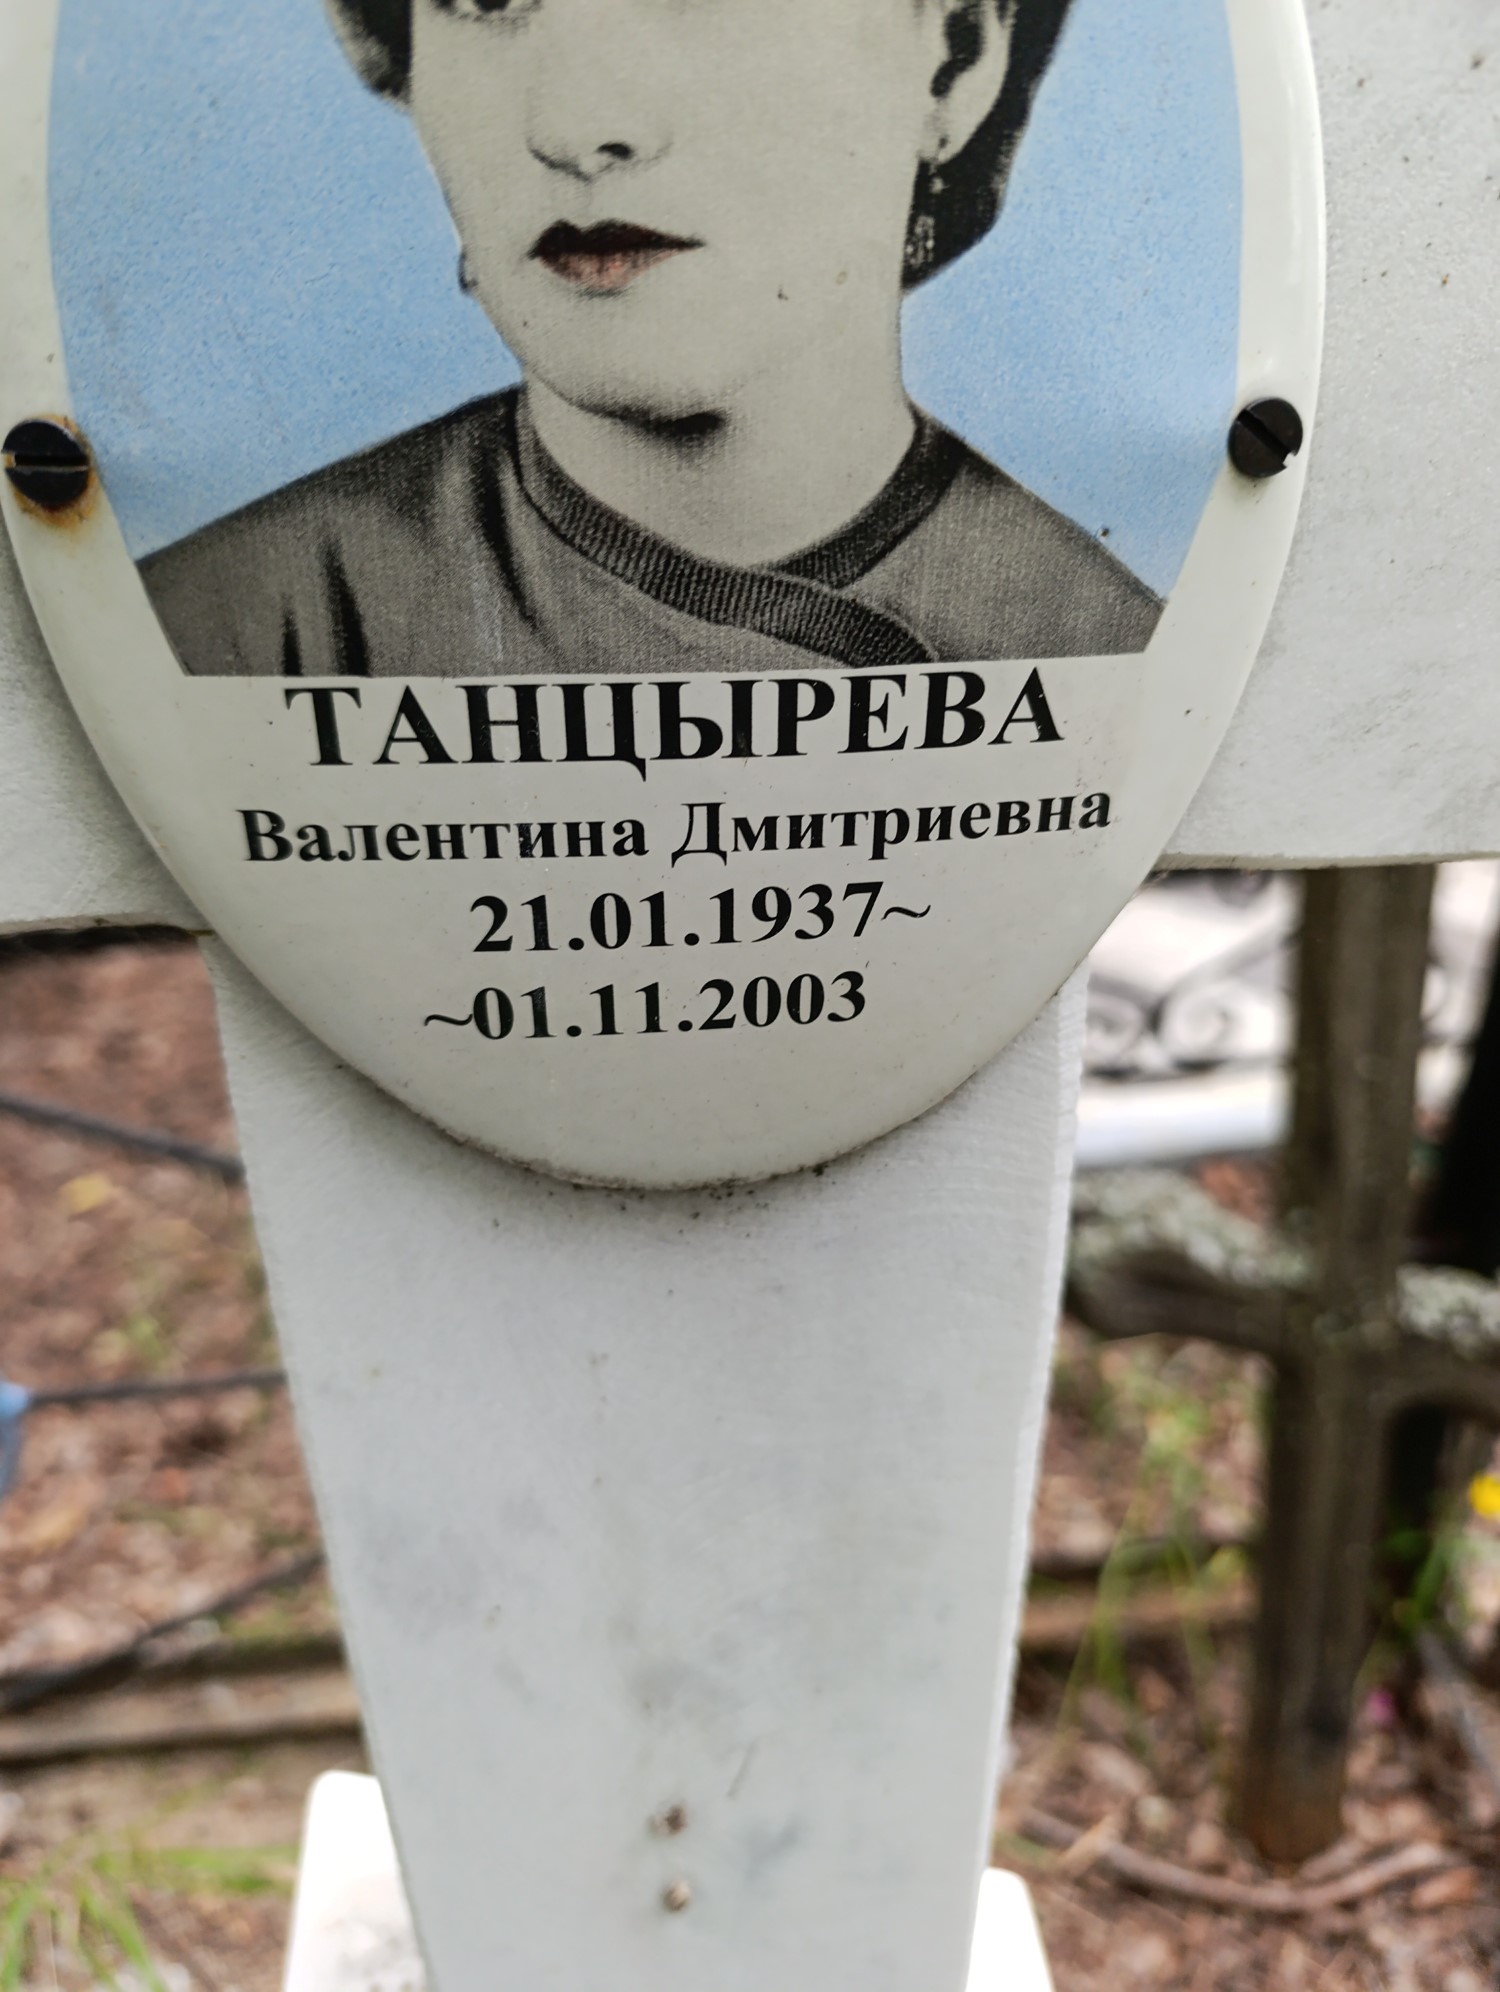 ТАНЦЫРЕВА
Валентина Дмитриевна
21.01.1937~
~01.11.2003